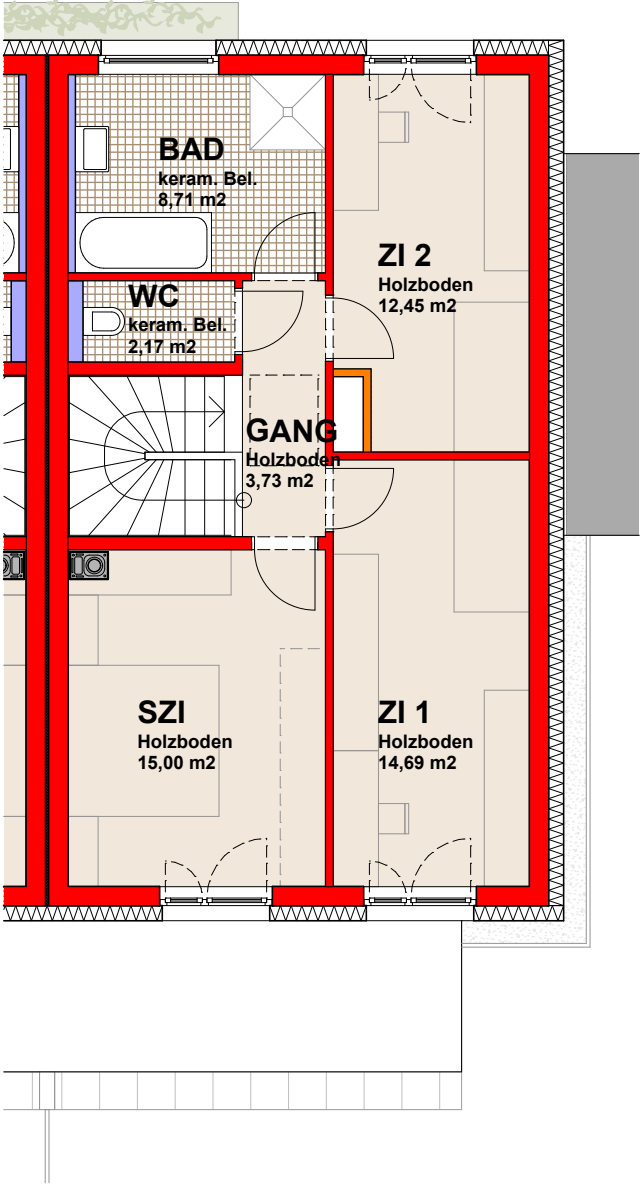 BAD
keram. Bel.
8,71 m2
ZI 2
Holzboden
12,45 m2
WC
keram. Bel.
2,17 m2
GANG
Holzboden
3,73 m2
SZI
Holzboden
15,00 m2
ZI 1
Holzboden
14,69 m2